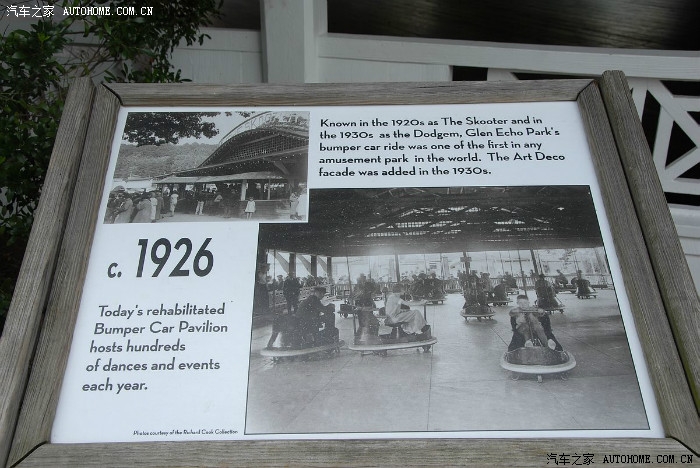 汽车之家 AUTOHOME.COM.CN
Known in the 1920s as The Skooter and in
the 1930s as the Dodgem, Glen Echo Park's
bumper car ride was one of the first in any
amusement park in the world. The Art Deco
facade was added in the 1930s.
c. 1926
Today's rehabilitated
Bumper Car Pavilion
hosts hundreds
of dances and events
each year.
Photos courtesy of the Richard Cook Collection
汽车之家 AUTOHOME.COM.CN